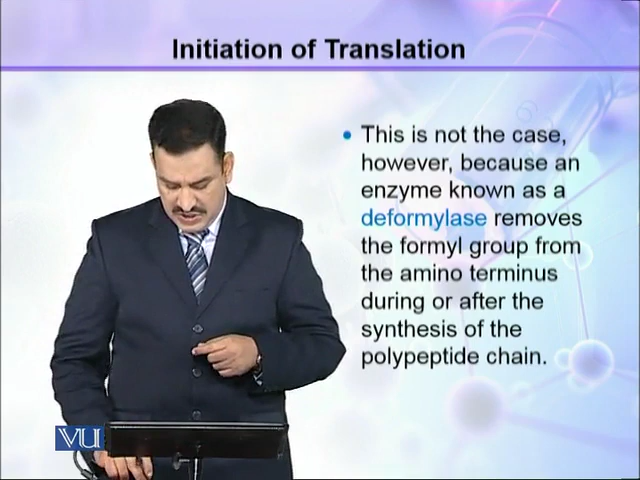 Initiation of Translation
This is not the case,
however, because an
enzyme known as a
deformylase removes
the formyl group from
the amino terminus
during or after the
synthesis of the
polypeptide chain.
VU